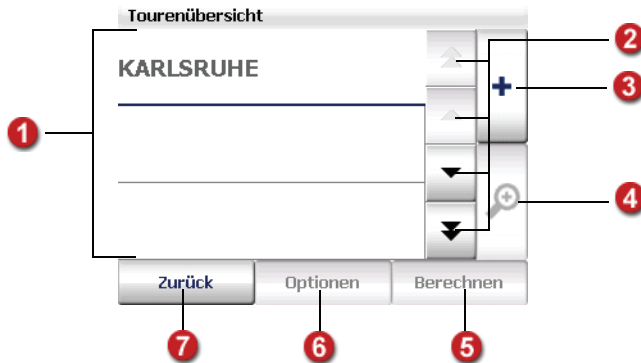 Tourenübersicht
KARLSRUHE
+
Zurück
Optionen
Berechnen
1
2
3
4
5
6
7